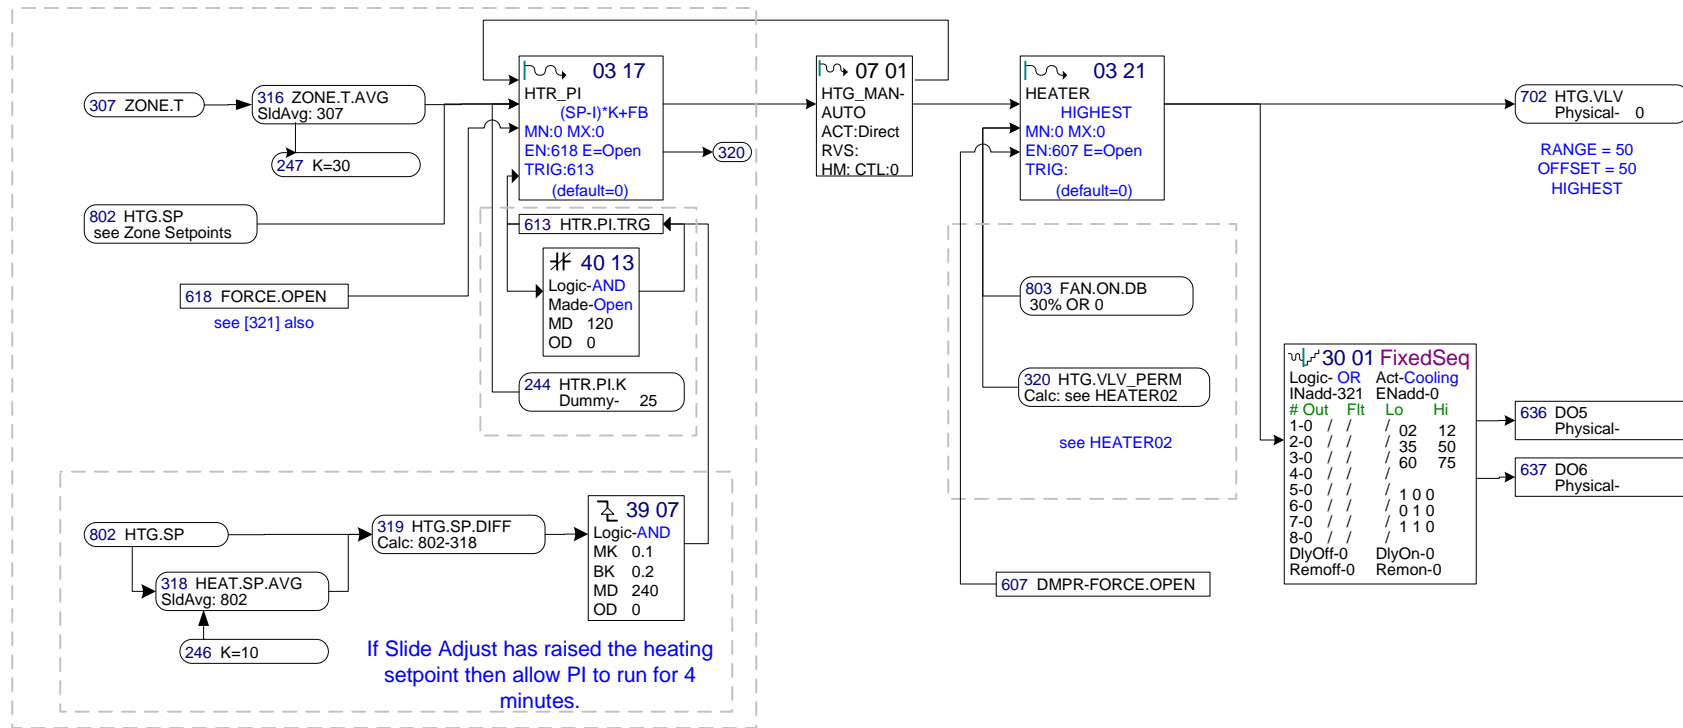 307 ZONE.T
316 ZONE.T.AVG
SldAvg: 307
247 K=30
802 HTG.SP
see Zone Setpoints
618 FORCE.OPEN
see [321] also
03 17
HTR_PI
(SP-I)*K+FB
MN:0 MX:0
EN:618 E=Open
TRIG:613
(default=0)
320
613 HTR.PI.TRG
40 13
Logic-AND
Made-Open
MD 120
OD 0
244 HTR.PI.K
Dummy- 25
802 HTG.SP
318 HEAT.SP.AVG
SldAvg: 802
246 K=10
319 HTG.SP.DIFF
Calc: 802-318
39 07
Logic-AND
MK 0.1
BK 0.2
MD 240
OD 0
If Slide Adjust has raised the heating
setpoint then allow PI to run for 4
minutes.
07 01
HTG_MAN-
AUTO
ACT:Direct
RVS:
HM: CTL:0
03 21
HEATER
HIGHEST
MN:0 MX:0
EN:607 E=Open
TRIG:
(default=0)
803 FAN.ON.DB
30% OR 0
320 HTG.VLV_PERM
Calc: see HEATER02
see HEATER02
607 DMPR-FORCE.OPEN
702 HTG.VLV
Physical- 0
RANGE = 50
OFFSET = 50
HIGHEST
30 01 FixedSeq
Logic- OR Act-Cooling
INadd-321 ENadd-0
# Out Flt Lo Hi
1-0 / / / 02 12
2-0 / / / 35 50
3-0 / / / 60 75
4-0 / / /
5-0 / / / 1 0 0
6-0 / / / 0 1 0
7-0 / / / 1 1 0
8-0 / / /
DlyOff-0 DlyOn-0
Remoff-0 Remon-0
636 DO5
Physical-
637 DO6
Physical-